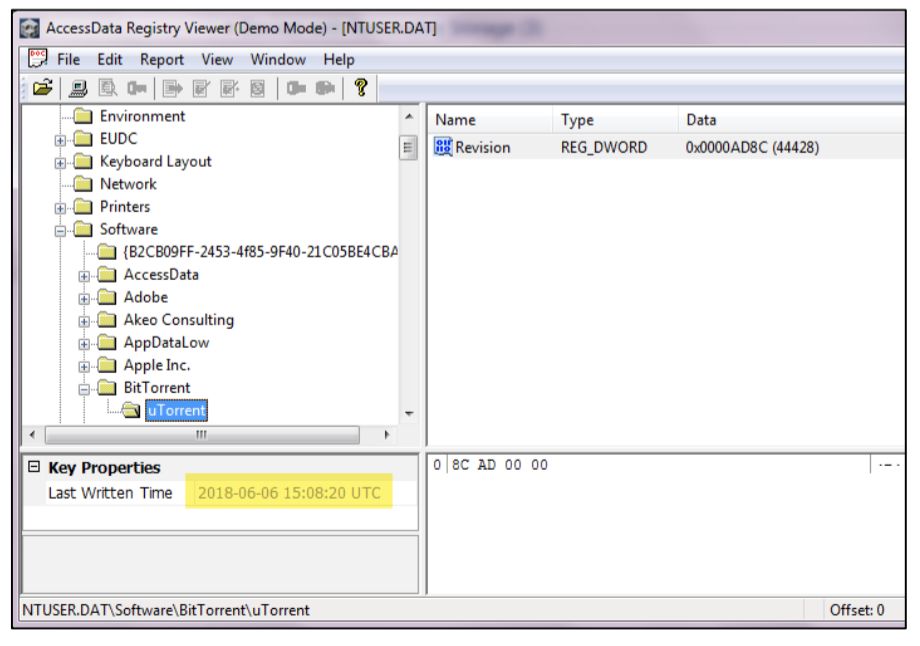 AccessData Registry Viewer (Demo Mode) - [NTUSER.DAT]
File Edit Report View Window Help
Environment
EUDC
Keyboard Layout
Network
Printers
Software
{B2CB09FF-2453-4f85-9F40-21C05BE4CBA
AccessData
Adobe
Akeo Consulting
AppDataLow
Apple Inc.
BitTorrent
uTorrent
Name Type Data
Revision REG_DWORD 0x0000AD8C (44428)
Key Properties
Last Written Time 2018-06-06 15:08:20 UTC
0 8C AD 00 00
NTUSER.DAT\Software\BitTorrent\uTorrent Offset: 0